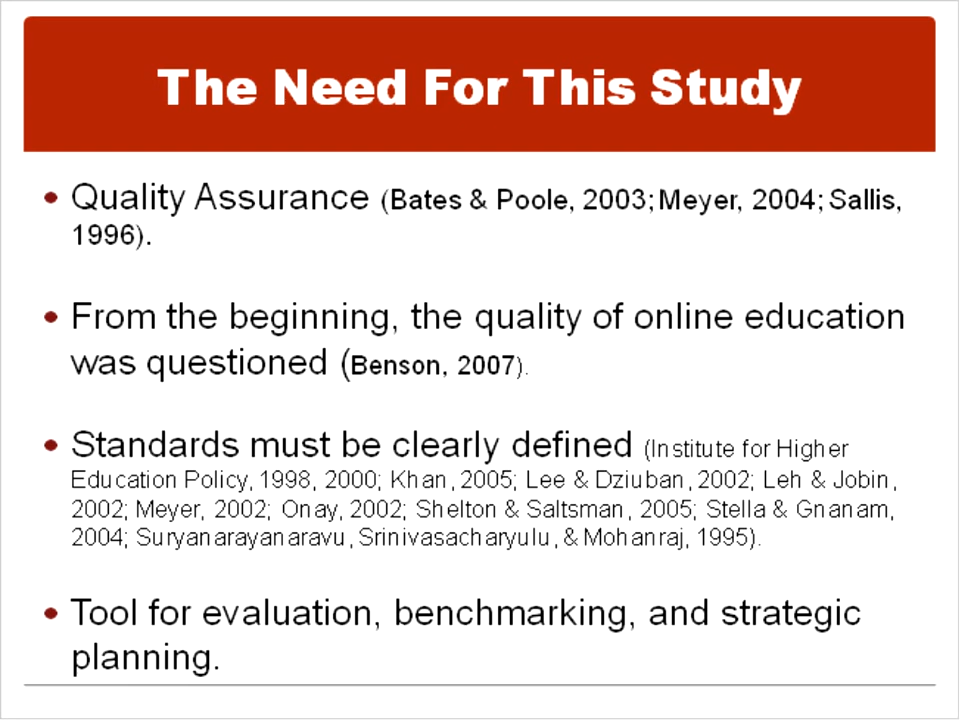 The Need For This Study
• Quality Assurance (Bates & Poole, 2003; Meyer, 2004; Sallis,
1996).
• From the beginning, the quality of online education
was questioned (Benson, 2007).
• Standards must be clearly defined (Institute for Higher
Education Policy, 1998, 2000; Khan, 2005; Lee & Dziuban, 2002; Leh & Jobin,
2002; Meyer, 2002; Onay, 2002; Shelton & Saltsman, 2005; Stella & Gnanam,
2004; Suryanarayanaravu, Srinivasacharyulu, & Mohanraj, 1995).
• Tool for evaluation, benchmarking, and strategic
planning.